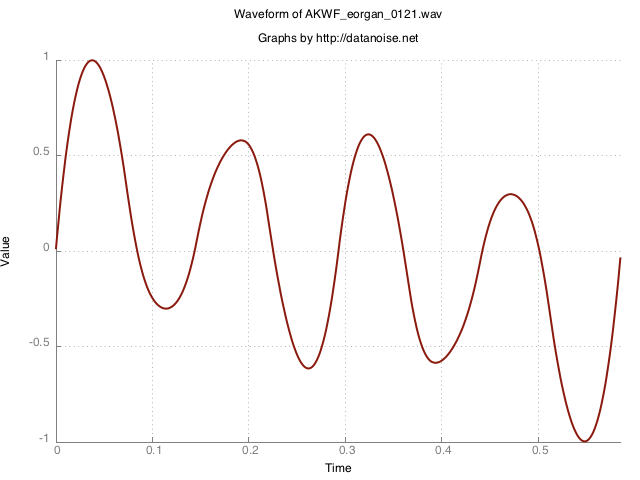 Waveform of AKWF_eorgan_0121.wav
Graphs by http://datanoise.net
1
0.5
0
-0.5
-1
Value
0 0.1 0.2 0.3 0.4 0.5
Time